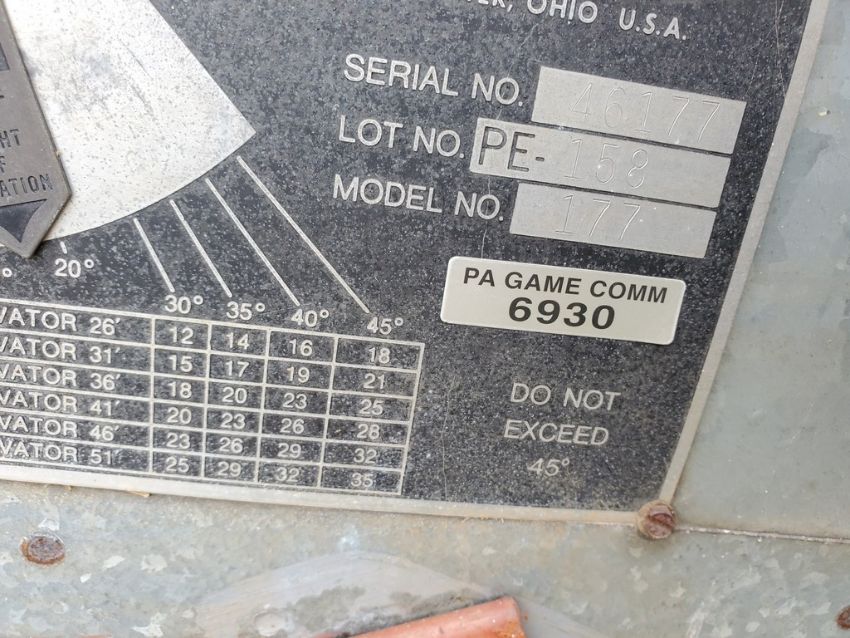 OHIO U.S.A.
SERIAL NO. 46177
LOT NO. PE-158
MODEL NO. 177
20° 30° 35° 40° 45°
VATOR 26' 12 14 16 18
VATOR 31' 15 17 19 21
VATOR 36' 18 20 23 25
VATOR 41' 20 23 26 28
VATOR 46' 23 26 29 32
VATOR 51' 25 29 32 35
PA GAME COMM
6930
DO NOT
EXCEED
45°